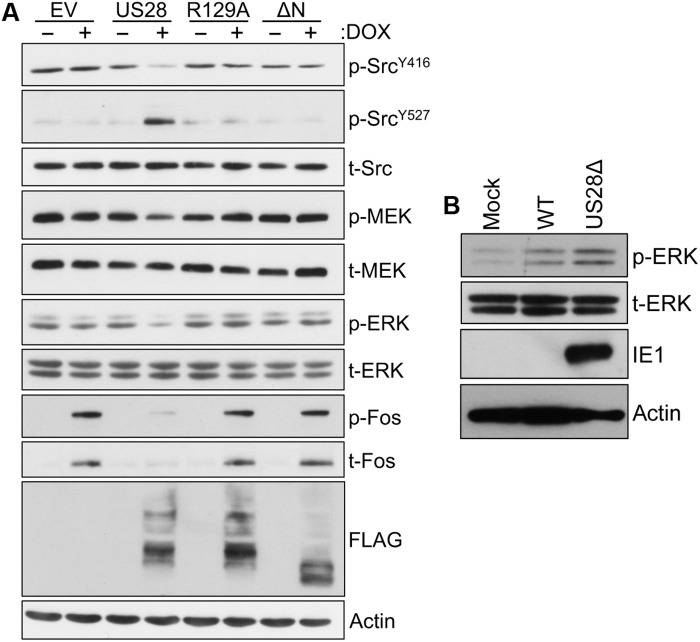 A
EV US28 R129A ΔN
– + – + – + – + :DOX
p-SrcY416
p-SrcY527
t-Src
p-MEK
t-MEK
p-ERK
t-ERK
p-Fos
t-Fos
FLAG
Actin
B
Mock WT US28Δ
p-ERK
t-ERK
IE1
Actin